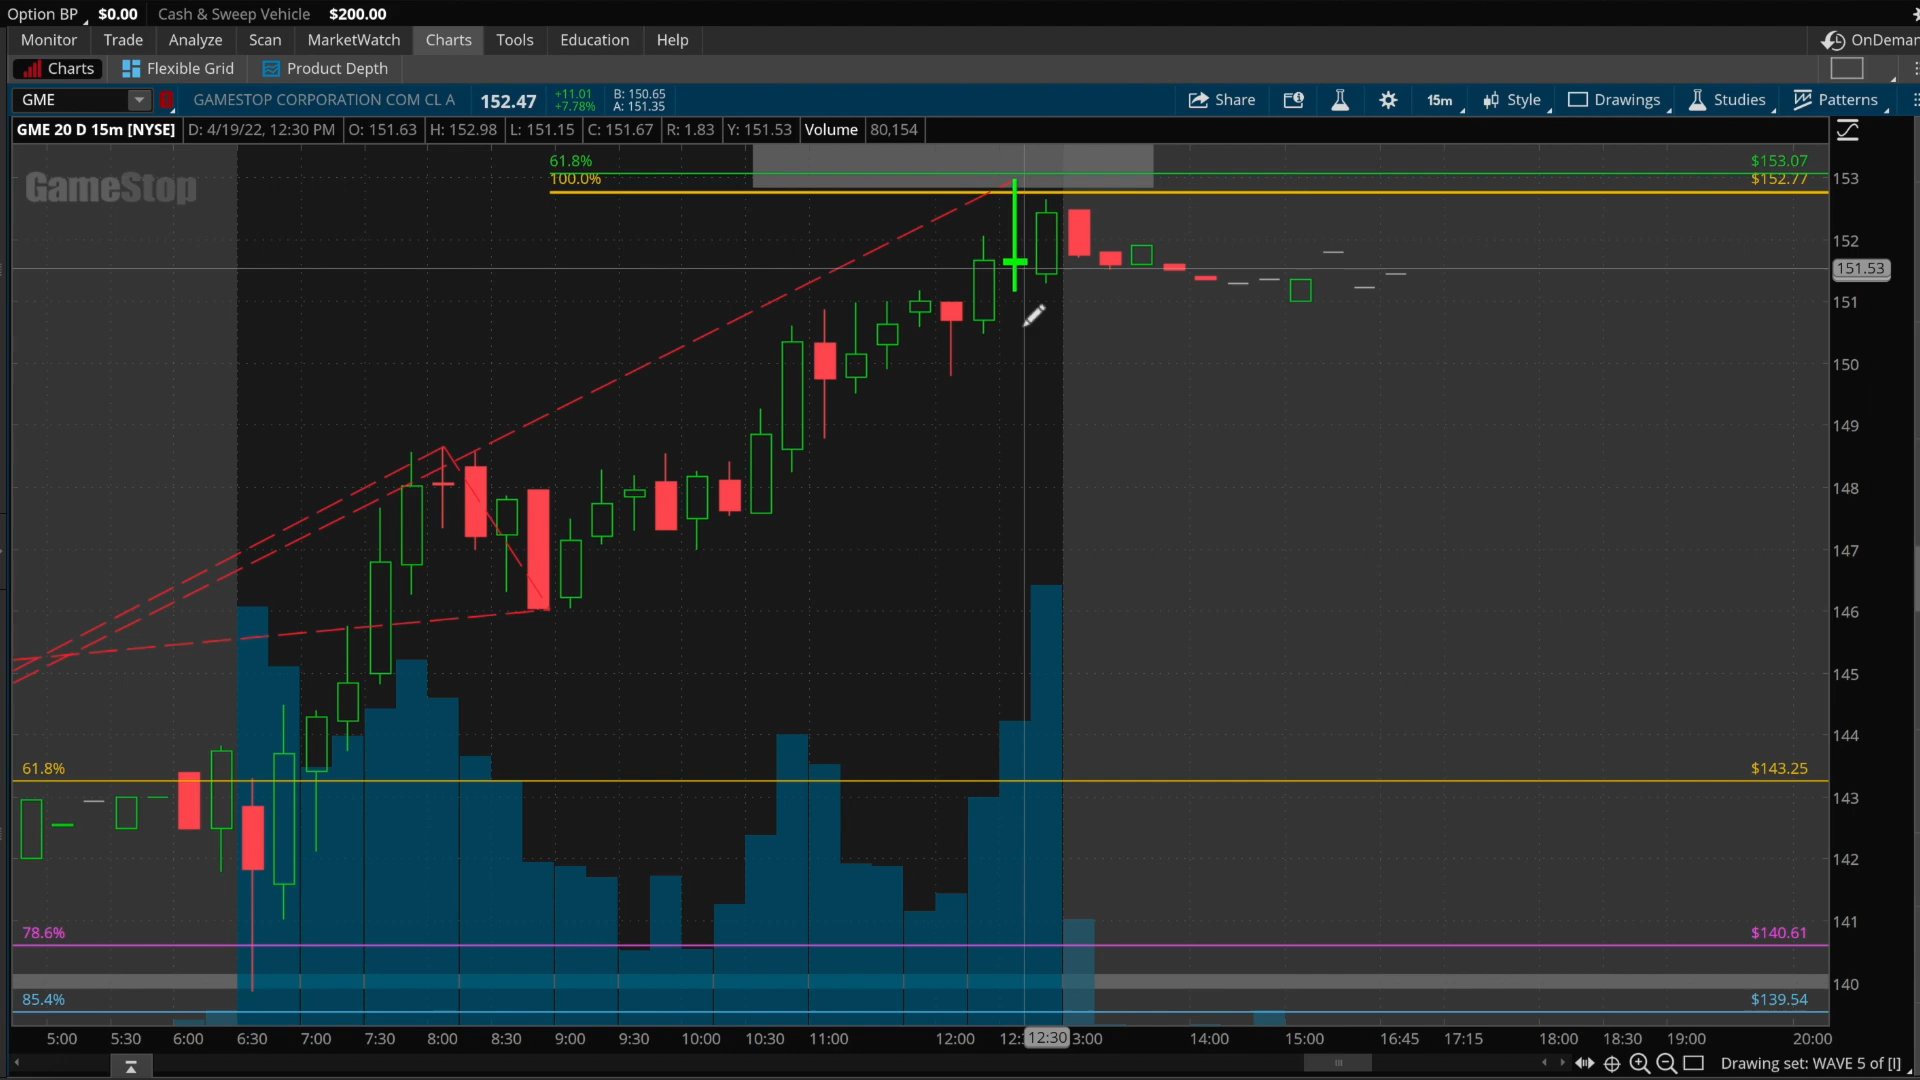 Option BP $0.00 Cash & Sweep Vehicle $200.00
Monitor Trade Analyze Scan MarketWatch Charts Tools Education Help OnDeman
Charts Flexible Grid Product Depth
GME GAMESTOP CORPORATION COM CL A 152.47 +11.01 +7.78% B: 150.65 A: 151.35 Share 15m Style Drawings Studies Patterns
GME 20 D 15m [NYSE] D: 4/19/22, 12:30 PM O: 151.63 H: 152.98 L: 151.15 C: 151.67 R: 1.83 Y: 151.53 Volume 80,154
61.8% $153.07
100.0% $152.77 153
GameStop
152
151.53
151
150
149
148
147
146
145
144
61.8% $143.25
143
142
141
78.6% $140.61
140
85.4% $139.54
5:00 5:30 6:00 6:30 7:00 7:30 8:00 8:30 9:00 9:30 10:00 10:30 11:00 12:00 12: 12:30 3:00 14:00 15:00 16:45 17:15 18:00 18:30 19:00 20:00
Drawing set: WAVE 5 of [I]